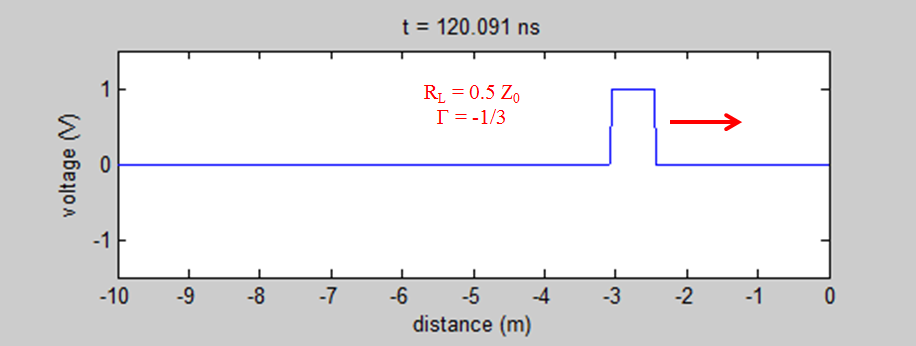 t = 120.091 ns
R_L = 0.5 Z_0
Γ = -1/3
voltage (V)
1
0
-1
-10 -9 -8 -7 -6 -5 -4 -3 -2 -1 0
distance (m)